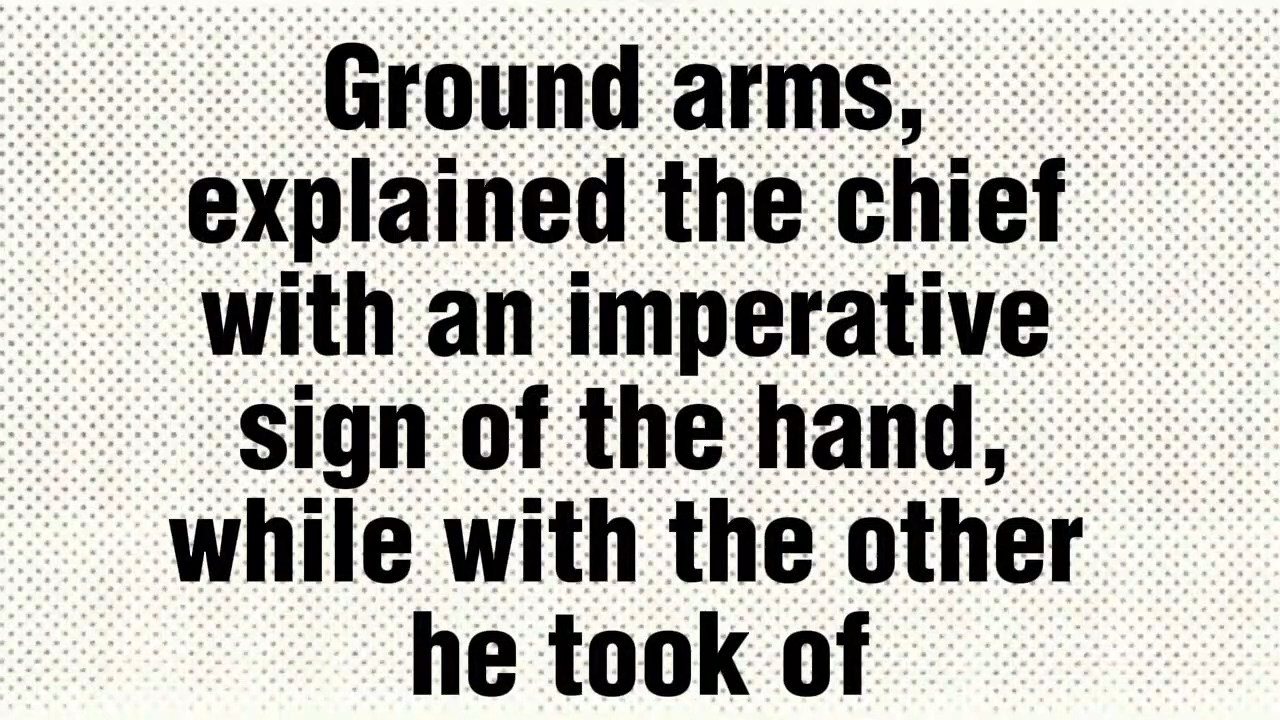 Ground arms,
explained the chief
with an imperative
sign of the hand,
while with the other
he took of